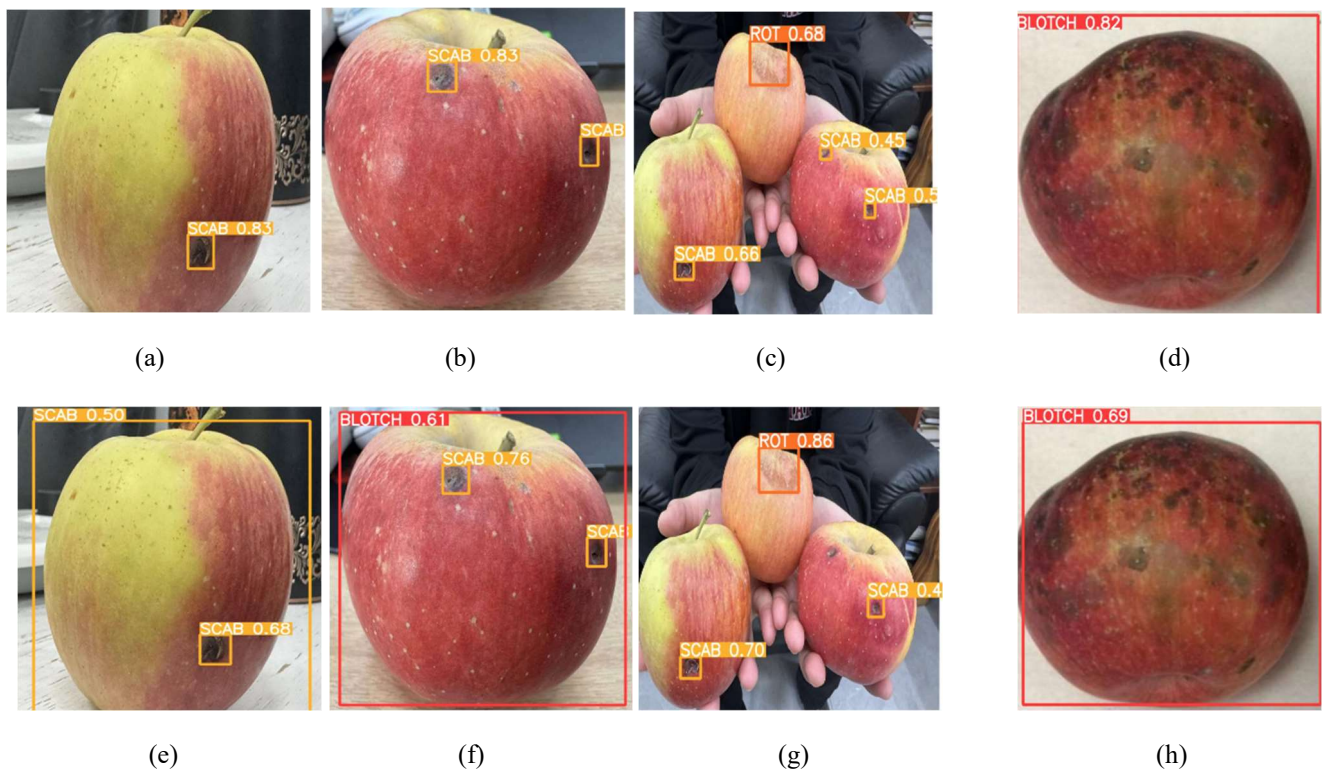 SCAB 0.83
SCAB 0.83
SCAB
ROT 0.68
SCAB 0.45
SCAB 0.5
SCAB 0.66
BLOTCH 0.82
(a)
(b)
(c)
(d)
SCAB 0.50
SCAB 0.68
BLOTCH 0.61
SCAB 0.76
SCAB
ROT 0.86
SCAB 0.4
SCAB 0.70
BLOTCH 0.69
(e)
(f)
(g)
(h)